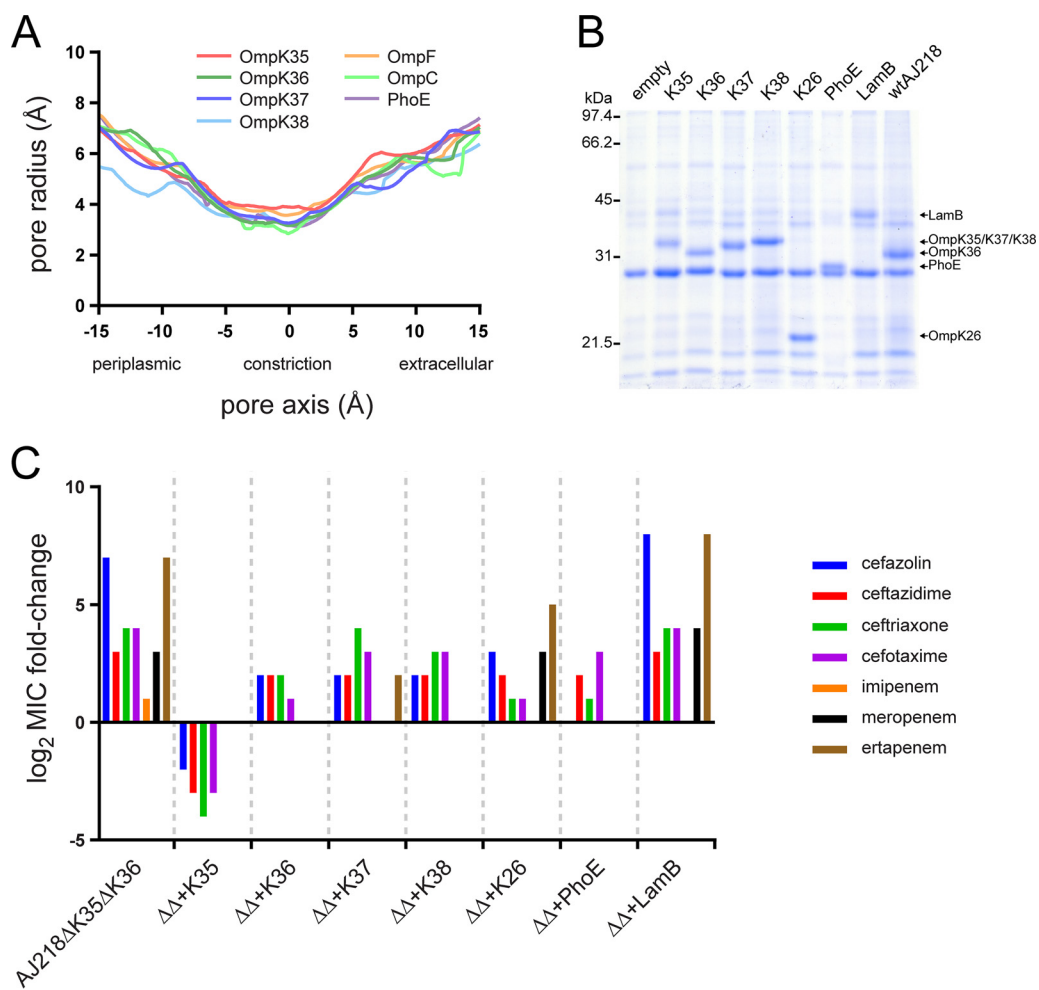 A
10
8
6
4
2
0
pore radius (Å)
OmpK35
OmpK36
OmpK37
OmpK38
OmpF
OmpC
PhoE
-15 -10 -5 0 5 10 15
periplasmic constriction extracellular
pore axis (Å)
B
kDa
97.4
66.2
45
31
21.5
empty K35 K36 K37 K38 K26 PhoE LamB wtAJ218
LamB
OmpK35/K37/K38
OmpK36
PhoE
OmpK26
C
10
5
0
-5
log2 MIC fold-change
AJ218ΔK35ΔK36
ΔΔ+K35
ΔΔ+K36
ΔΔ+K37
ΔΔ+K38
ΔΔ+K26
ΔΔ+PhoE
ΔΔ+LamB
cefazolin
ceftazidime
ceftriaxone
cefotaxime
imipenem
meropenem
ertapenem